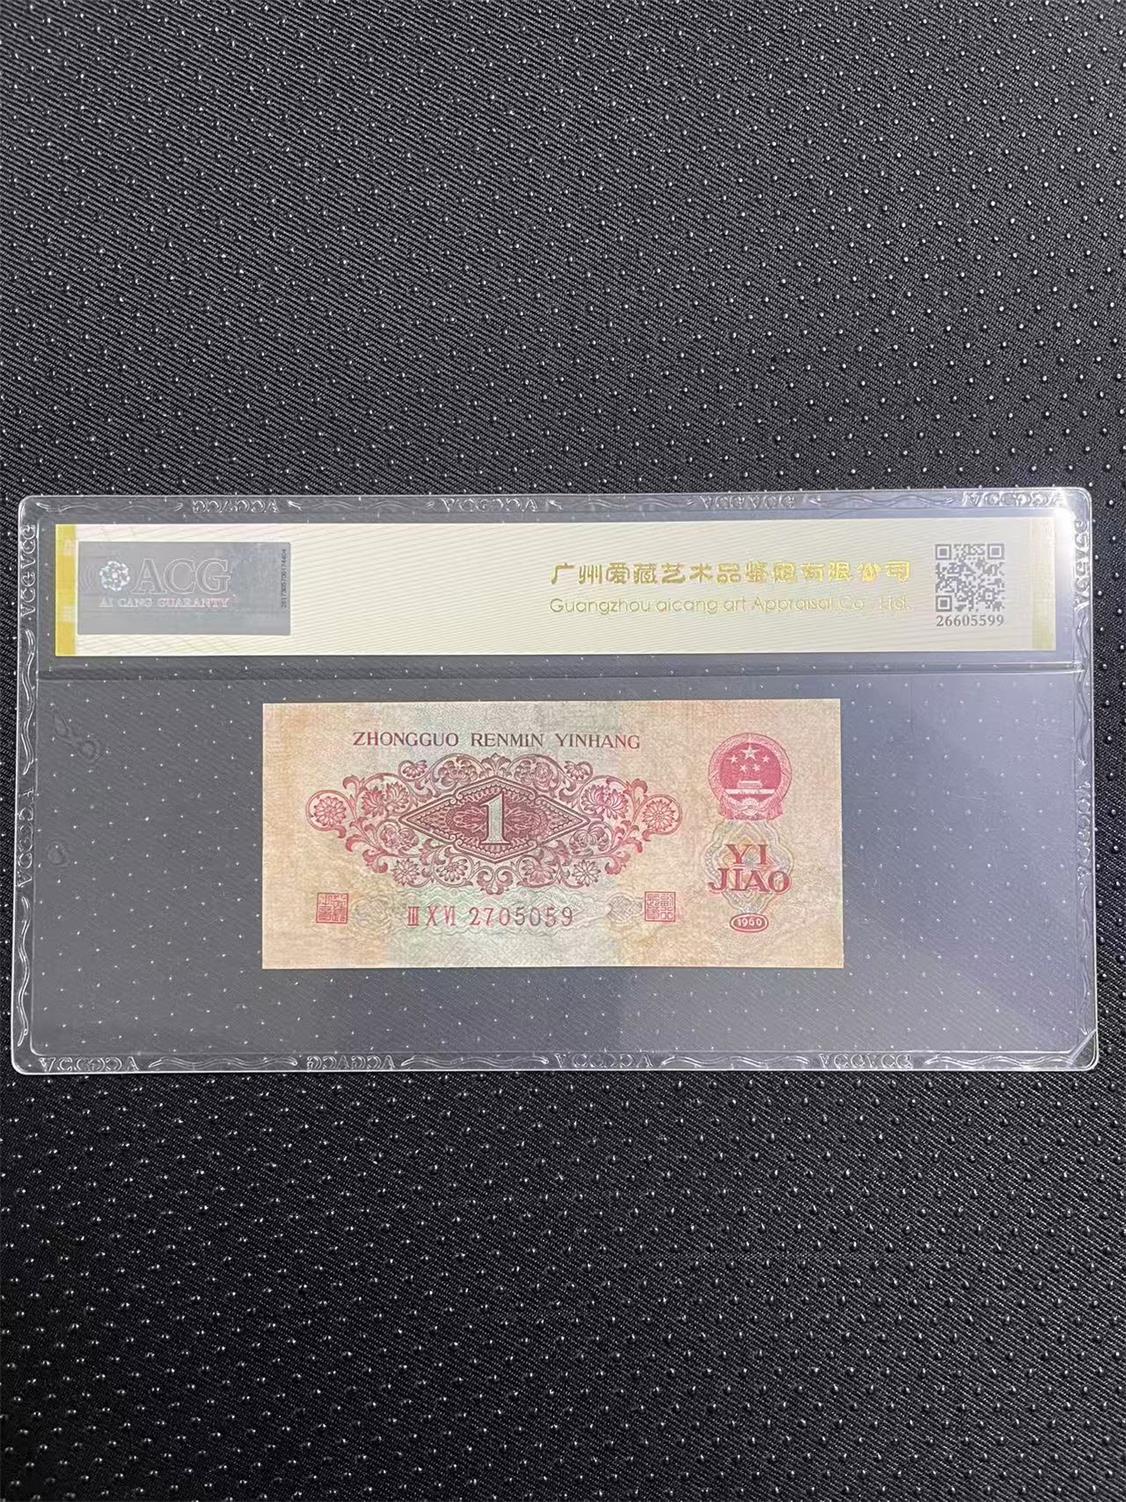 ACG
AI CANG GUARANTY
广州爱藏艺术品鉴赏有限公司
Guangzhou aicang art Appraisal Co., Ltd.
26605599
ZHONGGUO RENMIN YINHANG
1
YI
JIAO
III X VI 2705059
1960